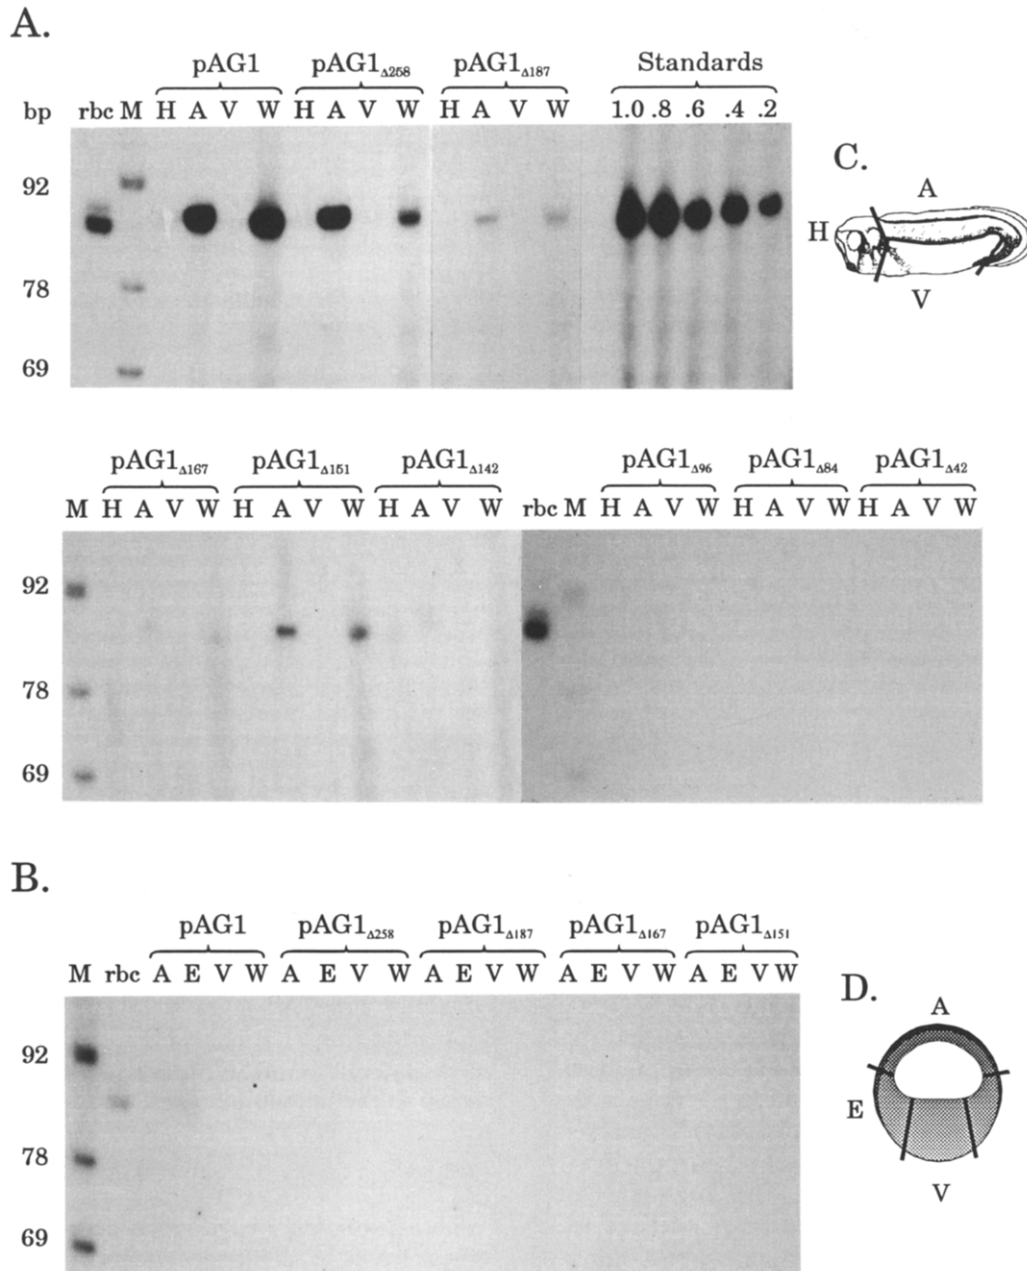 A.
pAG1 pAG1Δ258 pAG1Δ187 Standards
bp rbc M H A V W H A V W H A V W 1.0 .8 .6 .4 .2
92
78
69
C.
A
H
V
pAG1Δ167 pAG1Δ151 pAG1Δ142 pAG1Δ96 pAG1Δ84 pAG1Δ42
M H A V W H A V W H A V W rbc M H A V W H A V W H A V W
92
78
69
B.
pAG1 pAG1Δ258 pAG1Δ187 pAG1Δ167 pAG1Δ151
M rbc A E V W A E V W A E V W A E V W A E V W
92
78
69
D.
A
E
V